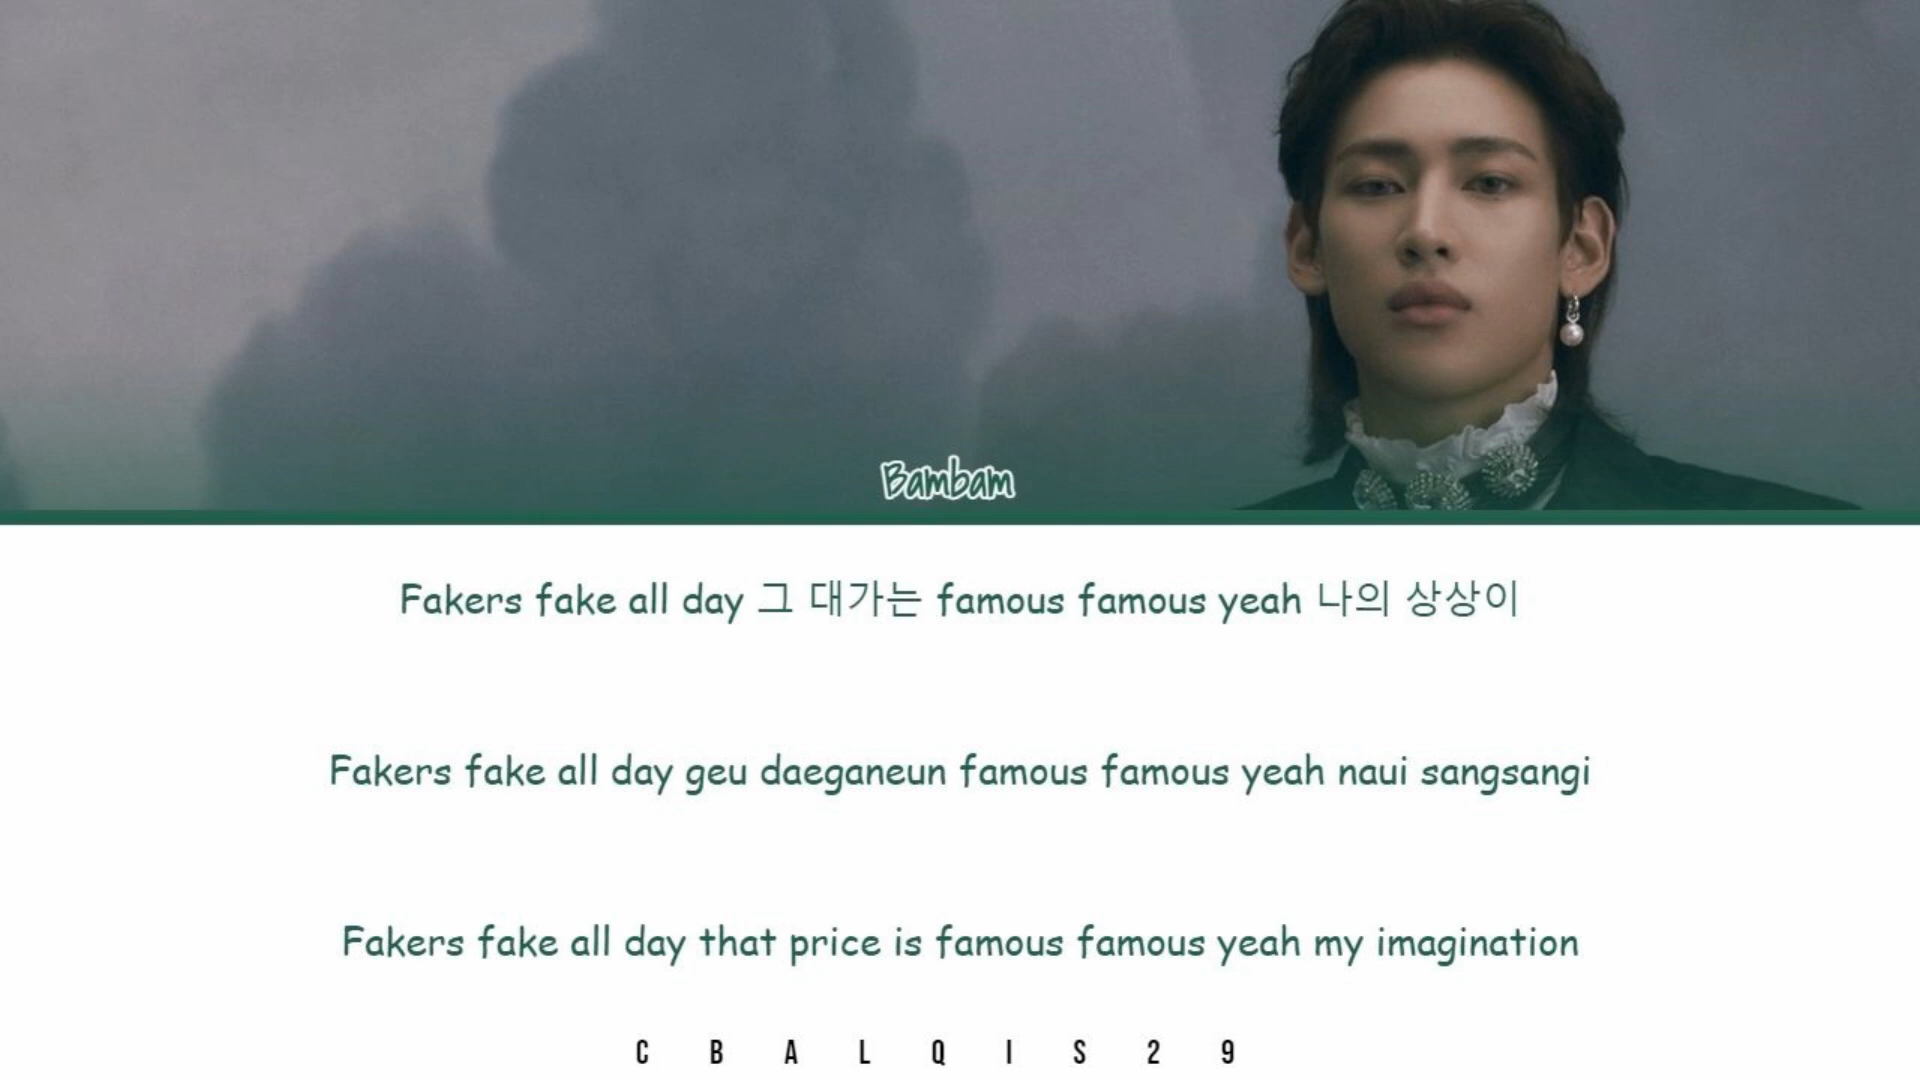 Bambam
Fakers fake all day 그 대가는 famous famous yeah 나의 상상이
Fakers fake all day geu daeganeun famous famous yeah naui sangsangi
Fakers fake all day that price is famous famous yeah my imagination
CBALQIS29